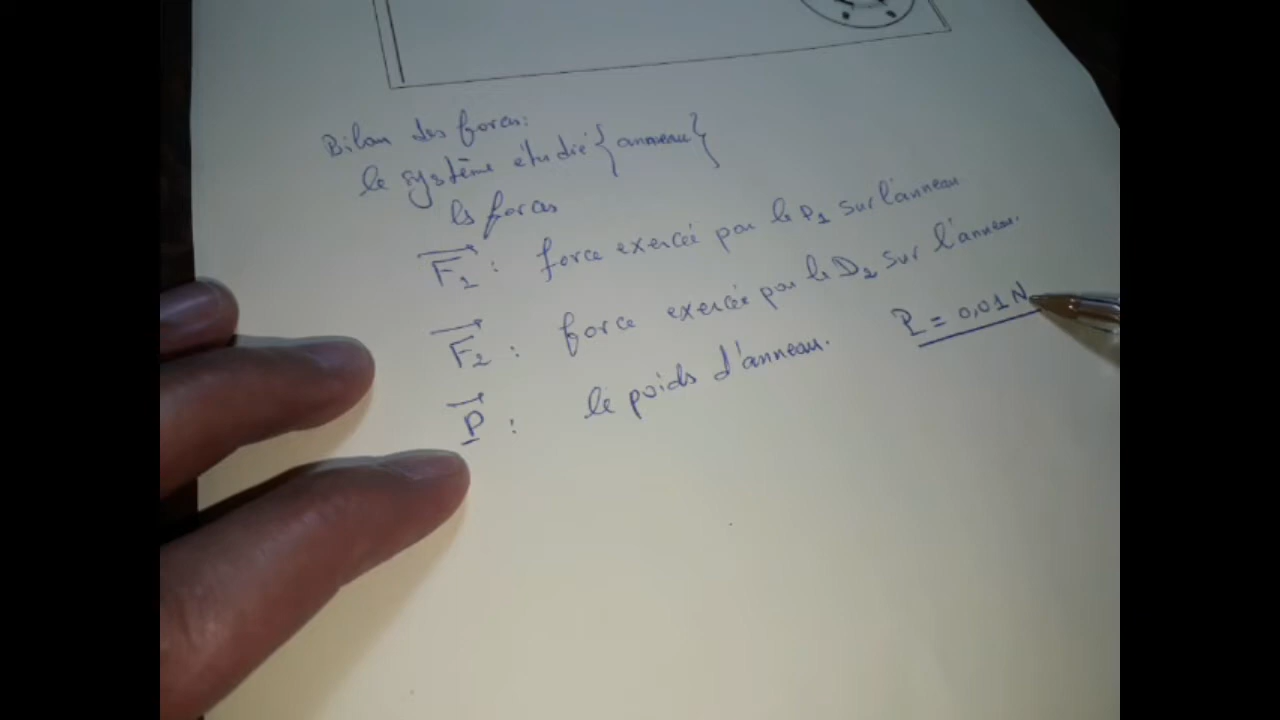 Bilan des forces:
le système étudié {anneau}
ls forces
F₁ : force exercée par le D₁ sur l'anneau
F₂ : force exercée par le D₂ sur l'anneau.
P : le poids d'anneau. P = 0,01 N